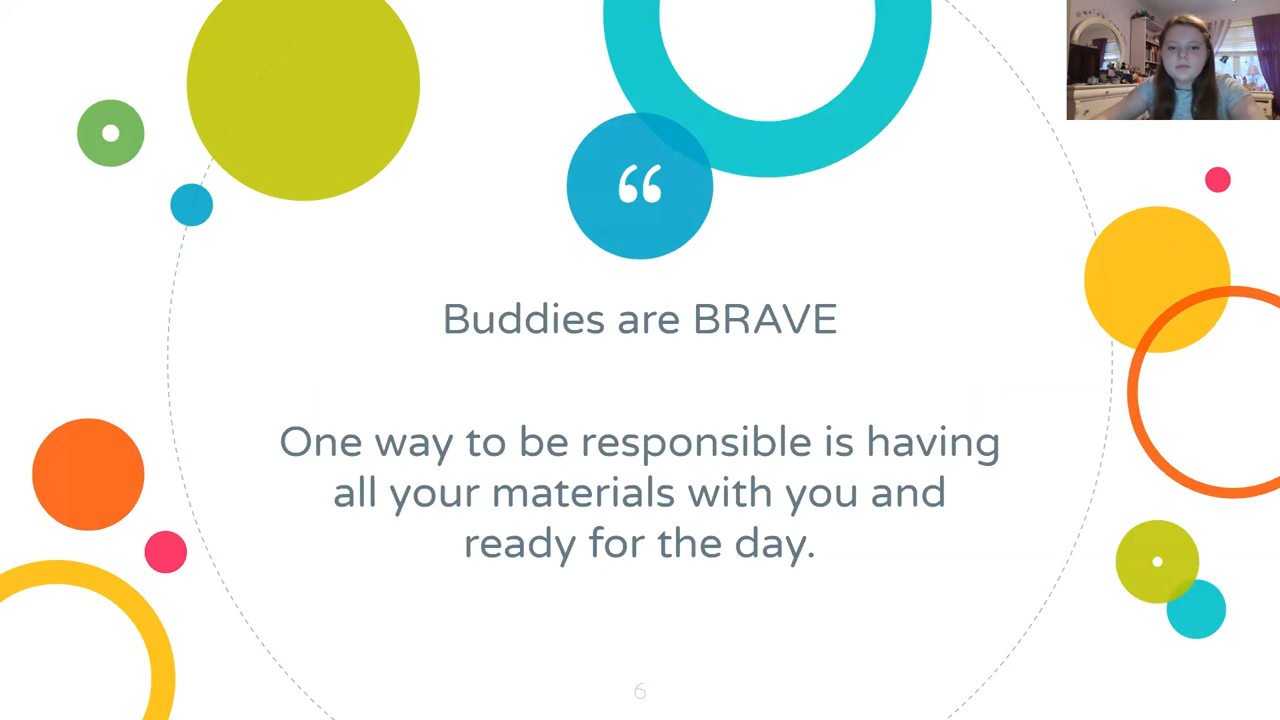 “
Buddies are BRAVE
One way to be responsible is having
all your materials with you and
ready for the day.
6